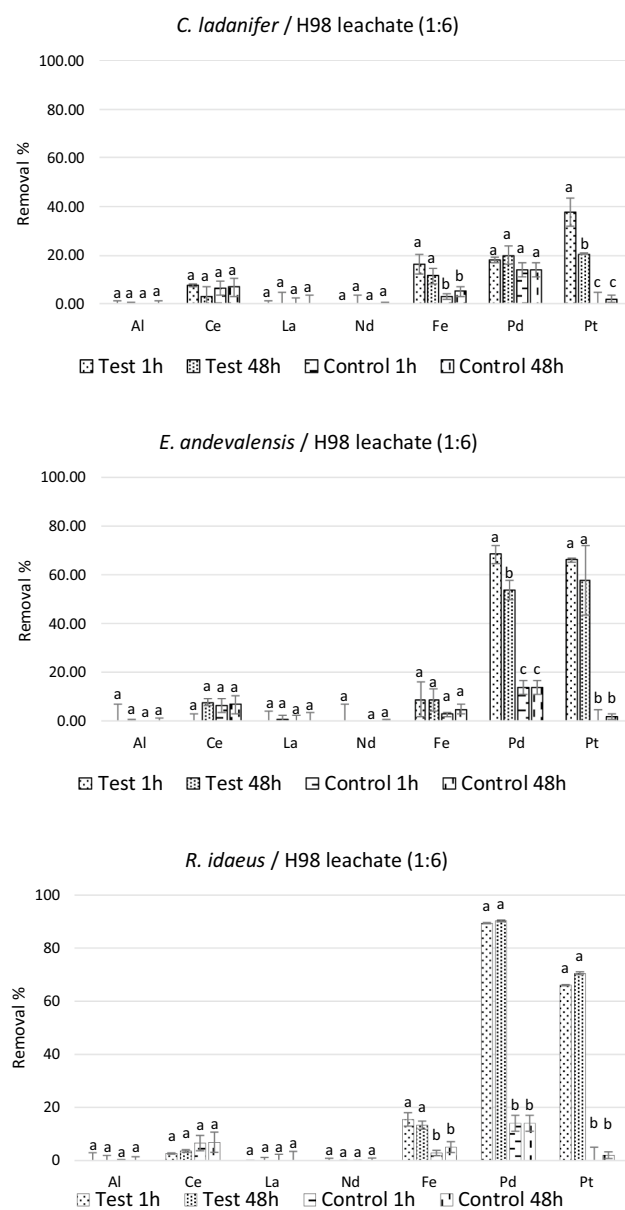 C. ladanifer / H98 leachate (1:6)
Removal %
100.00
80.00
60.00
40.00
20.00
0.00
a a a a
a a a a
a a a a
a a a a
a a b b
a a a a
a b c c
Al Ce La Nd Fe Pd Pt
Test 1h Test 48h Control 1h Control 48h
E. andevalensis / H98 leachate (1:6)
Removal %
100.00
80.00
60.00
40.00
20.00
0.00
a a a a
a a a a
a a a a
a a a
a a a a
a b c c
a a b b
Al Ce La Nd Fe Pd Pt
Test 1h Test 48h Control 1h Control 48h
R. idaeus / H98 leachate (1:6)
Removal %
100
80
60
40
20
0
a a a a
a a a a
a a a a
a a a a
a a b b
a a b b
a a b b
Al Ce La Nd Fe Pd Pt
Test 1h Test 48h Control 1h Control 48h